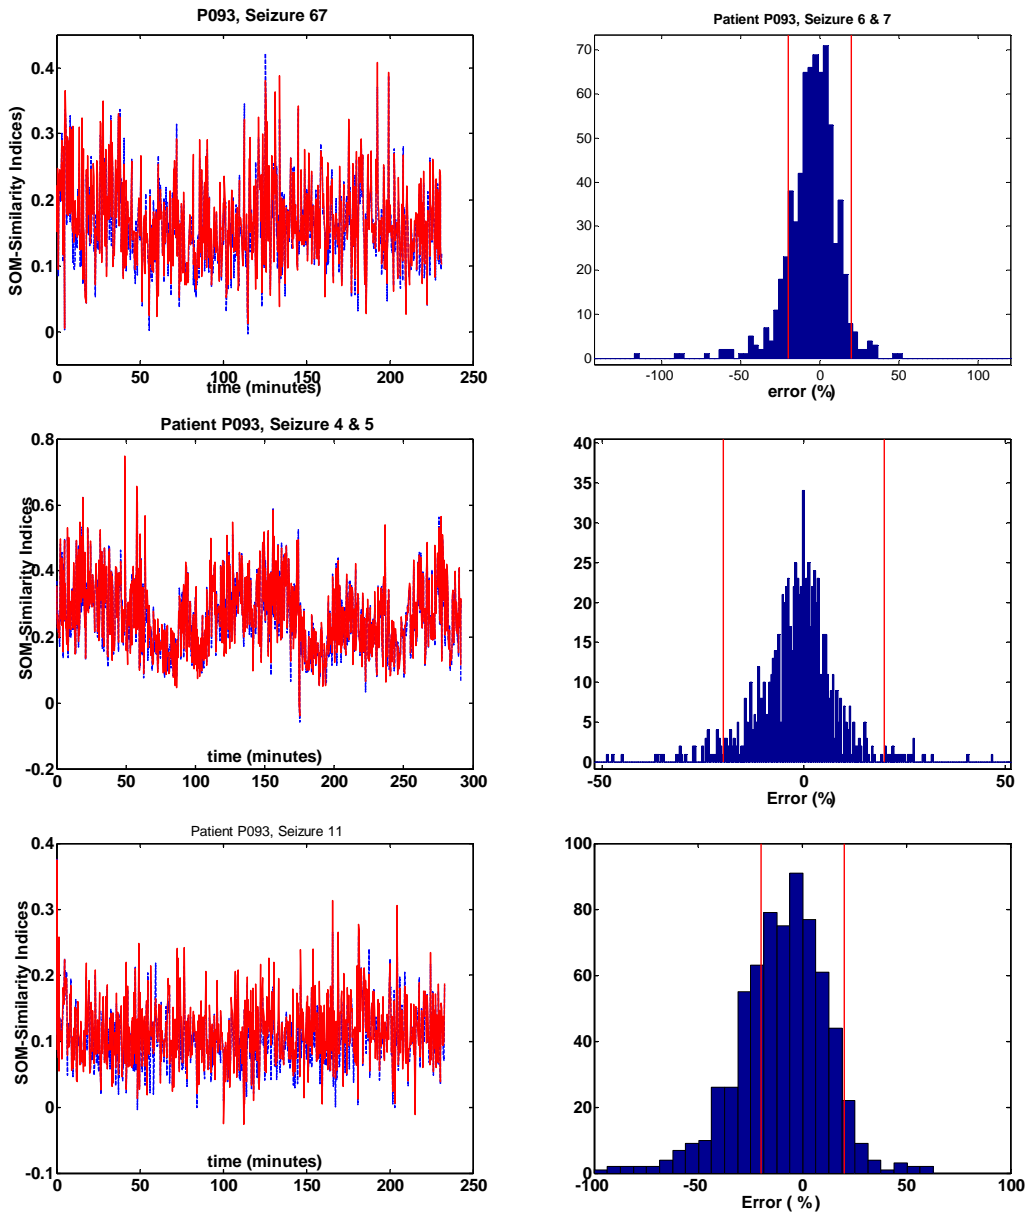 P093, Seizure 67
SOM-Similarity Indices)
0.4
0.3
0.2
0.1
0
0 50 100 150 200 250
time (minutes)
Patient P093, Seizure 6 & 7
70
60
50
40
30
20
10
0
-100 -50 0 50 100
error (%)
Patient P093, Seizure 4 & 5
SOM-Similarity Indices
0.8
0.6
0.4
0.2
0
-0.2
time (minutes)
0 50 100 150 200 250 300
40
35
30
25
20
15
10
5
0
-50 0 50
Error (%)
Patient P093, Seizure 11
SOM-Similarity Indices
0.4
0.3
0.2
0.1
0
-0.1
time (minutes)
0 50 100 150 200 250
100
80
60
40
20
0
-100 -50 0 50 100
Error ( %)